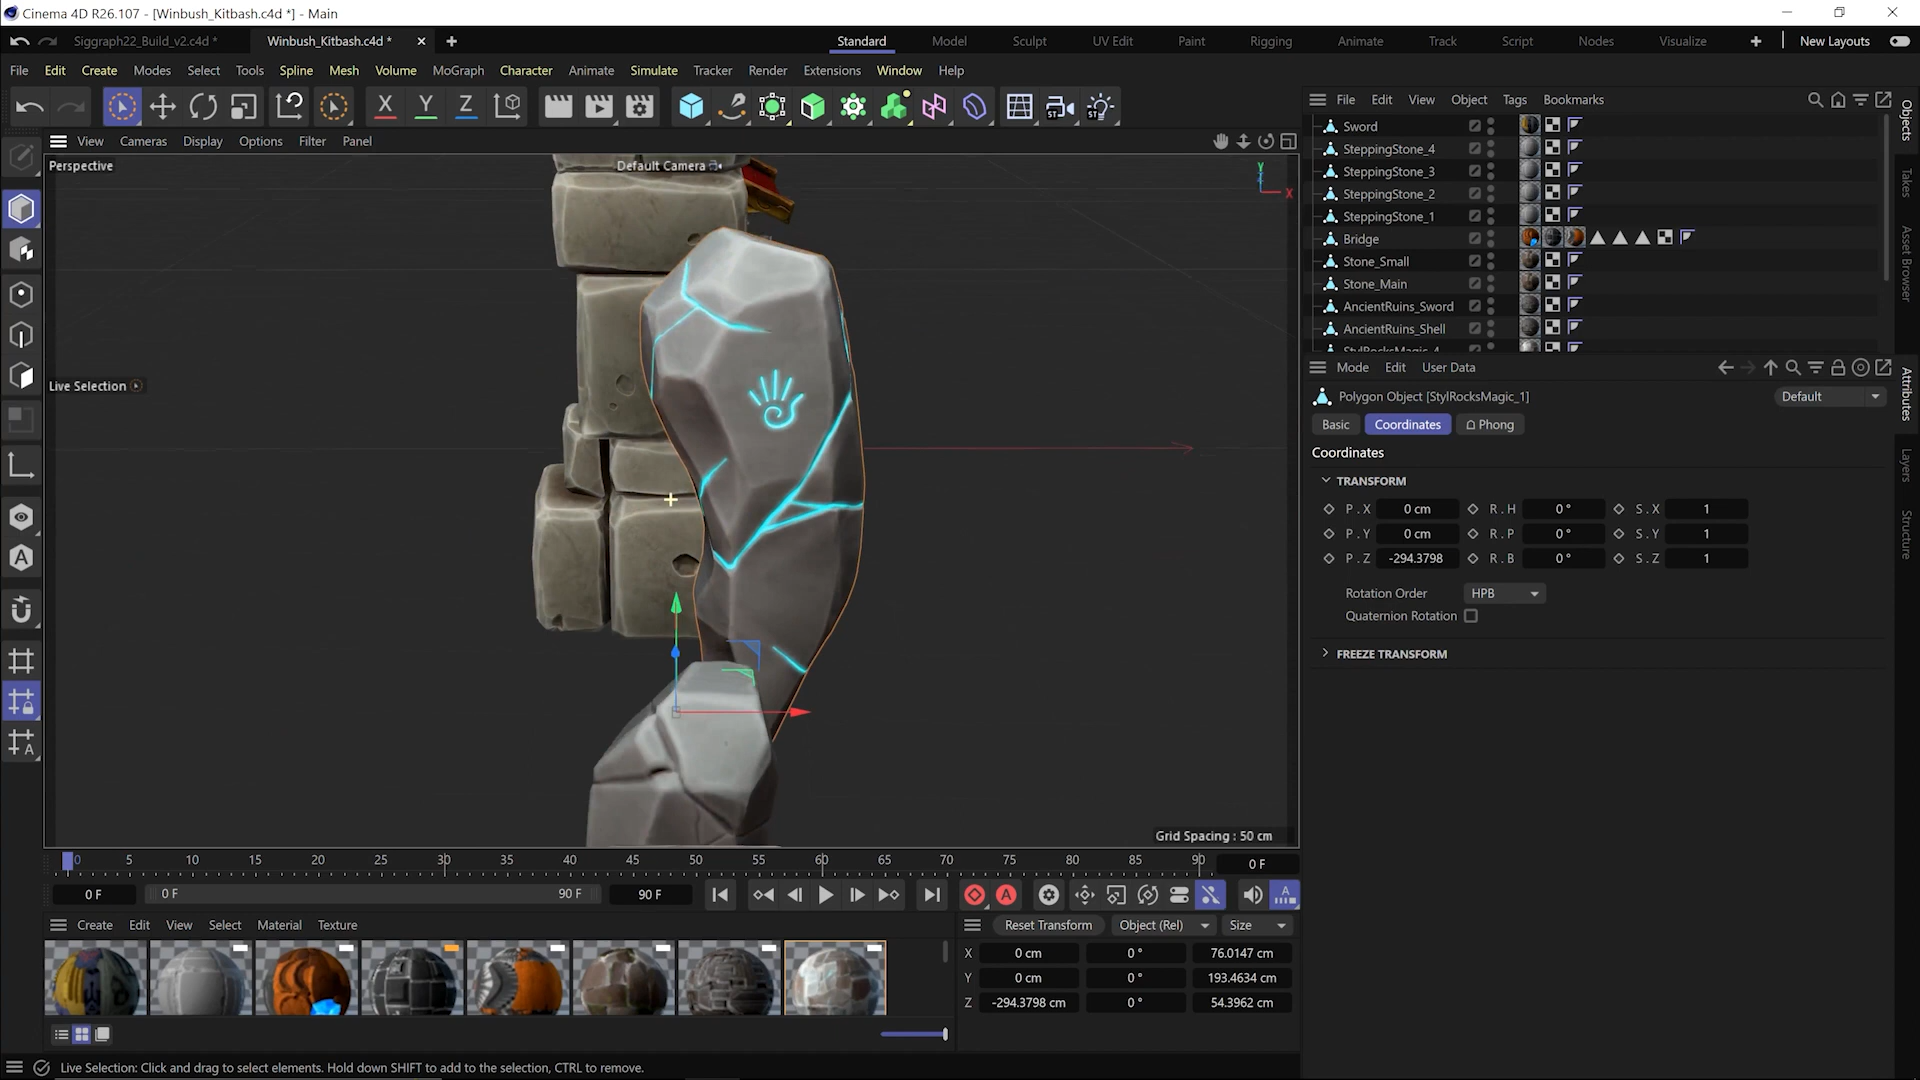 Cinema 4D R26.107 - [Winbush_Kitbash.c4d *] - Main
Siggraph22_Build_v2.c4d *
Winbush_Kitbash.c4d *
Standard
Model
Sculpt
UV Edit
Paint
Rigging
Animate
Track
Script
Nodes
Visualize
New Layouts
File Edit Create Modes Select Tools Spline Mesh Volume MoGraph Character Animate Simulate Tracker Render Extensions Window Help
X Y Z
ST
ST
View Cameras Display Options Filter Panel
Perspective
Default Camera
Y
Z
X
Live Selection
Grid Spacing : 50 cm
File Edit View Object Tags Bookmarks
Sword
SteppingStone_4
SteppingStone_3
SteppingStone_2
SteppingStone_1
Bridge
Stone_Small
Stone_Main
AncientRuins_Sword
AncientRuins_Shell
StylRocksMagic_4
Objects
Takes
Asset Browser
Mode Edit User Data
Polygon Object [StylRocksMagic_1]
Default
Basic
Coordinates
Phong
Coordinates
TRANSFORM
P . X 0 cm R . H 0 ° S . X 1
P . Y 0 cm R . P 0 ° S . Y 1
P . Z -294.3798 R . B 0 ° S . Z 1
Rotation Order HPB
Quaternion Rotation
FREEZE TRANSFORM
Attributes
Layers
Structure
0 5 10 15 20 25 30 35 40 45 50 55 60 65 70 75 80 85 90 0 F
0 F 0 F 90 F 90 F
Create Edit View Select Material Texture
Reset Transform Object (Rel) Size
X 0 cm 0 ° 76.0147 cm
Y 0 cm 0 ° 193.4634 cm
Z -294.3798 cm 0 ° 54.3962 cm
Live Selection: Click and drag to select elements. Hold down SHIFT to add to the selection, CTRL to remove.